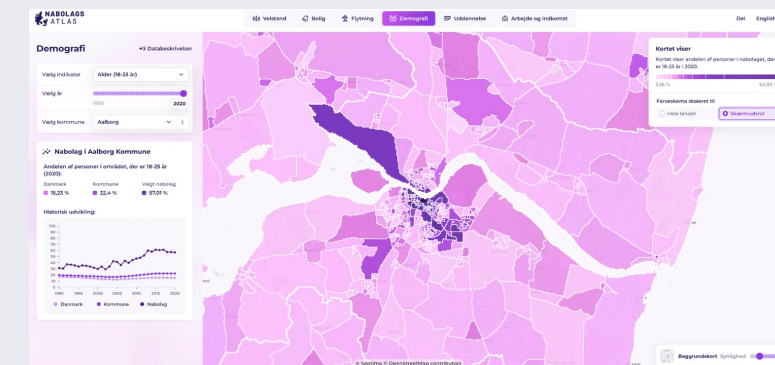 NABOLAGS
ATLAS
Velstand
Bolig
Flytning
Demografi
Uddannelse
Arbejde og indkomst
Del
English
Demografi
Databeskrivelser
Vælg indikator
Alder (18-25 år)
Vælg år
1990
2020
Vælg kommune
Aalborg
Nabolag i Aalborg Kommune
Andelen af personer i området, der er 18-25 år
(2020):
Danmark
Kommune
Valgt nabolag
15,23 %
22,4 %
57,01 %
Historisk udvikling:
100
90
80
70
60
50
40
30
20
10
0
1990 1995 2000 2005 2010 2015 2020
Danmark
Kommune
Nabolag
Kortet viser
Kortet viser andelen af personer i nabolaget, der
er 18-25 år i 2020:
3,16 %
62,93
Farveskema skaleret til
Hele landet
Skærmudsnit
© Septima © OpenStreetMap contributors
Baggrundskort Synlighed